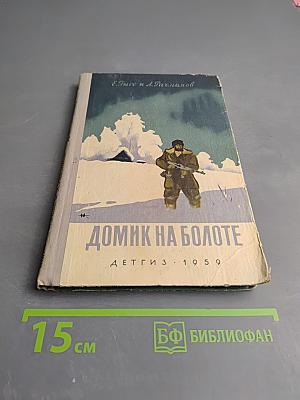 Е. Рысс и Л. Рахманов
ДОМИК НА БОЛОТЕ
ДЕТГИЗ · 1959
15 см
БФ БИБЛИОФАН